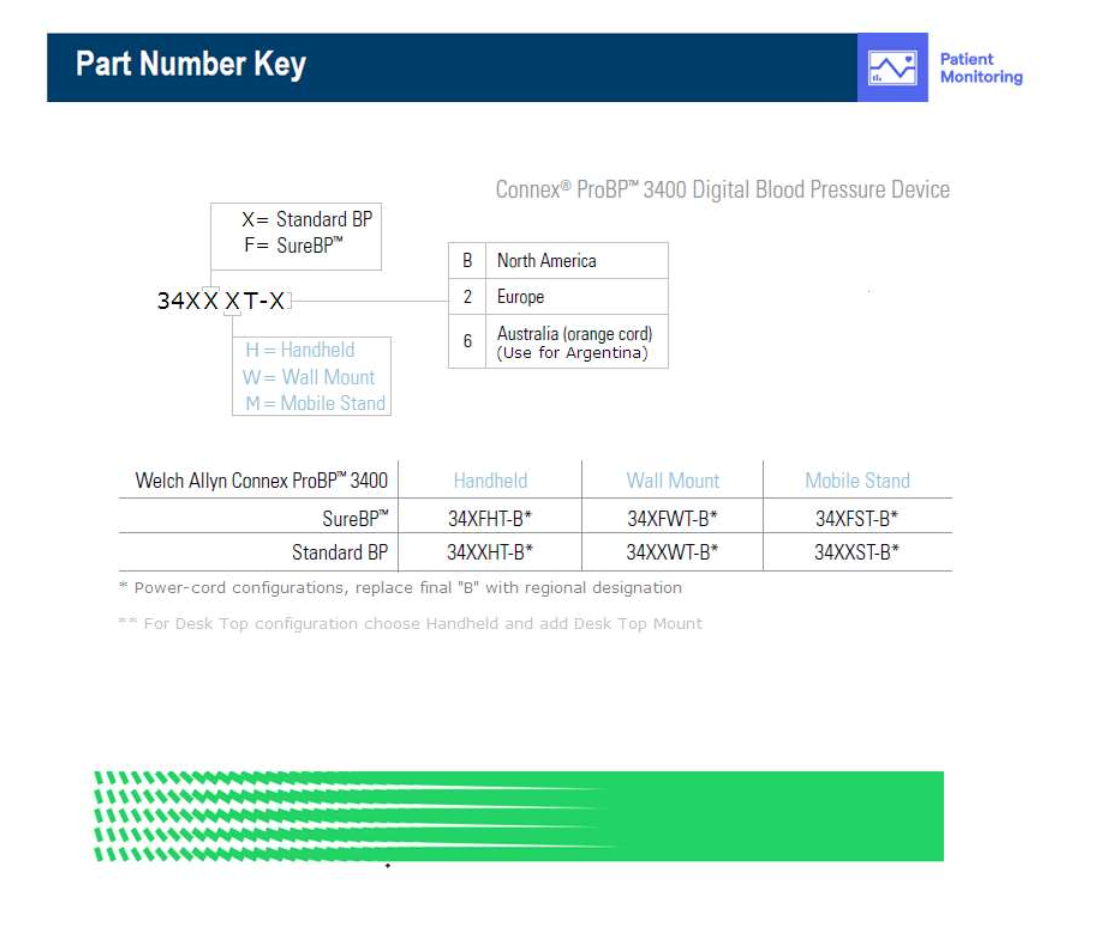 Part Number Key
Patient
Monitoring
Connex® ProBP™ 3400 Digital Blood Pressure Device
X= Standard BP
F= SureBP™
34XX XT-X
B North America
2 Europe
6 Australia (orange cord)
(Use for Argentina)
H = Handheld
W = Wall Mount
M = Mobile Stand
Welch Allyn Connex ProBP™ 3400 Handheld Wall Mount Mobile Stand
SureBP™ 34XFHT-B* 34XFWT-B* 34XFST-B*
Standard BP 34XXHT-B* 34XXWT-B* 34XXST-B*
* Power-cord configurations, replace final "B" with regional designation
** For Desk Top configuration choose Handheld and add Desk Top Mount